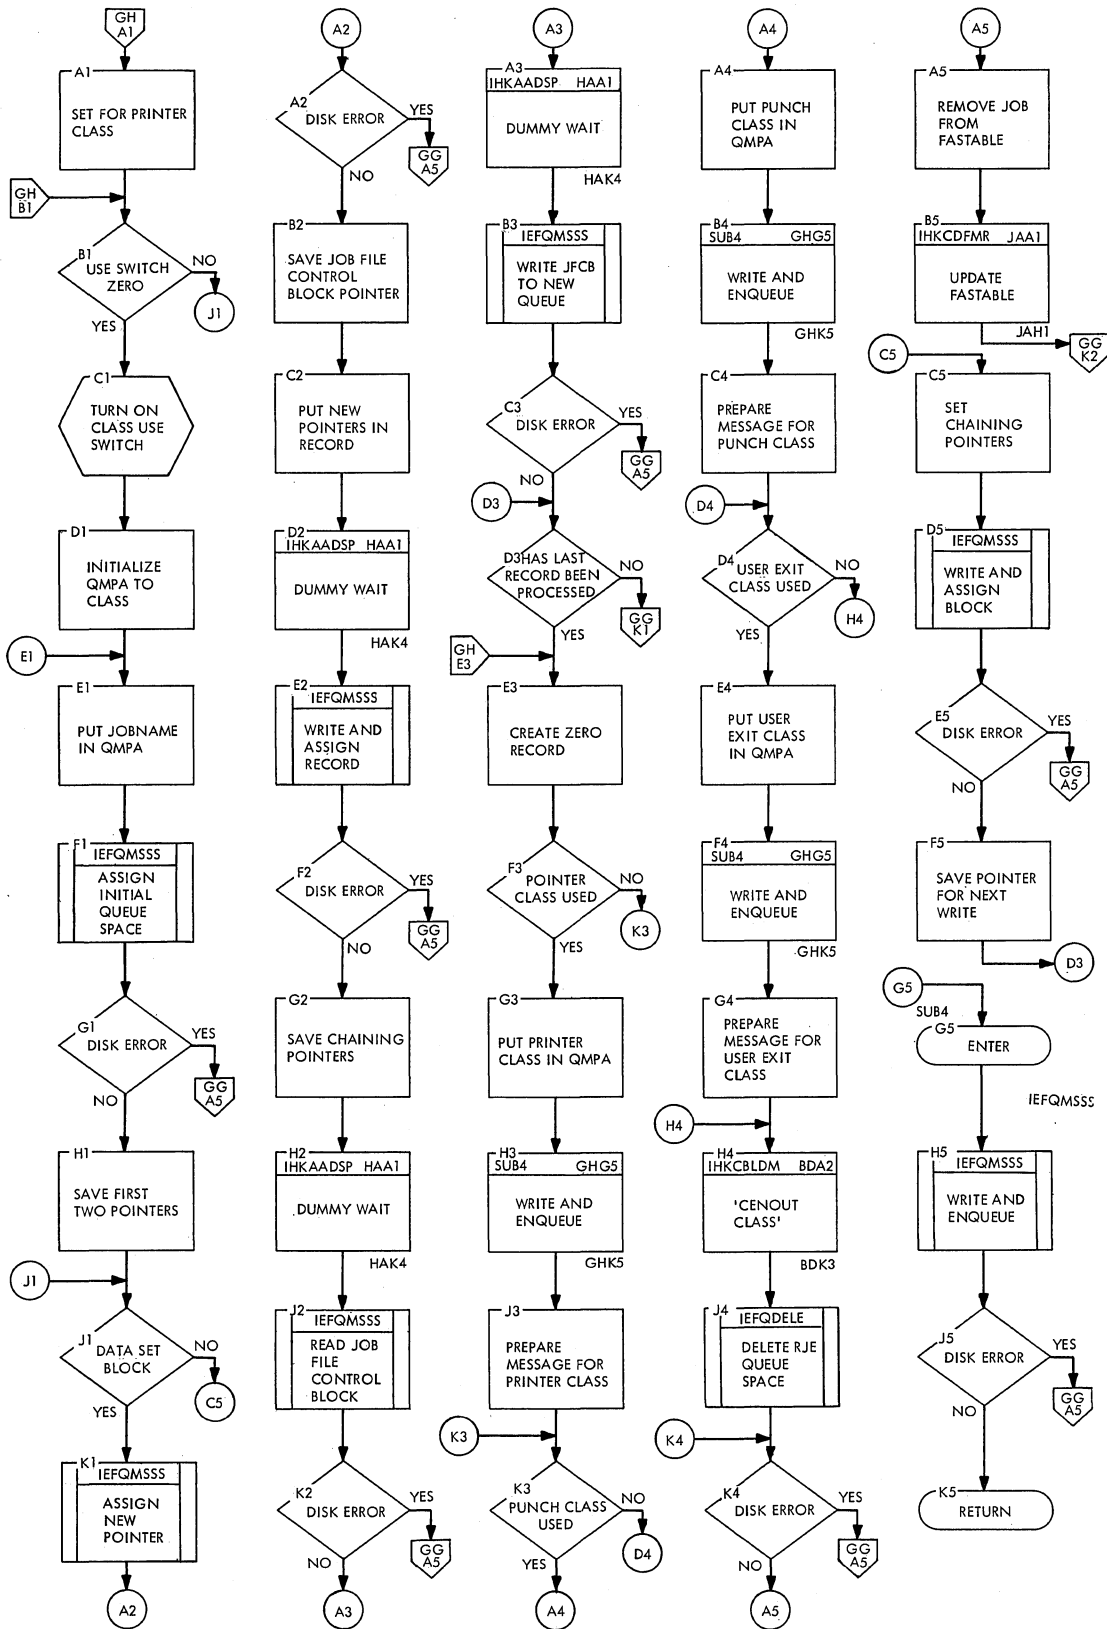 GH
A1
A1
SET FOR PRINTER
CLASS
GH
B1
B1
USE SWITCH
ZERO
NO
J1
YES
C1
TURN ON
CLASS USE
SWITCH
D1
INITIALIZE
QMPA TO
CLASS
E1
E1
PUT JOBNAME
IN QMPA
F1
IEFQMSSS
ASSIGN
INITIAL
QUEUE
SPACE
G1
DISK ERROR
YES
GG
A5
NO
H1
SAVE FIRST
TWO POINTERS
J1
J1
DATA SET
BLOCK
NO
C5
YES
K1
IEFQMSSS
ASSIGN
NEW
POINTER
A2
A2
A2
DISK ERROR
YES
GG
A5
NO
B2
SAVE JOB FILE
CONTROL
BLOCK POINTER
C2
PUT NEW
POINTERS IN
RECORD
D2
IHKAADSP HAA1
DUMMY WAIT
HAK4
E2
IEFQMSSS
WRITE AND
ASSIGN
RECORD
F2
DISK ERROR
YES
GG
A5
NO
G2
SAVE CHAINING
POINTERS
H2
IHKAADSP HAA1
DUMMY WAIT
HAK4
J2
IEFQMSSS
READ JOB
FILE
CONTROL
BLOCK
K2
DISK ERROR
YES
GG
A5
NO
A3
A3
A3
IHKAADSP HAA1
DUMMY WAIT
HAK4
B3
IEFQMSSS
WRITE JFCB
TO NEW
QUEUE
C3
DISK ERROR
YES
GG
A5
NO
D3
D3 HAS LAST
RECORD BEEN
PROCESSED
NO
GG
K1
YES
GH
E3
E3
CREATE ZERO
RECORD
F3
POINTER
CLASS USED
NO
K3
YES
G3
PUT PRINTER
CLASS IN QMPA
H3
SUB4 GHG5
WRITE AND
ENQUEUE
GHK5
J3
PREPARE
MESSAGE FOR
PRINTER CLASS
K3
K3
PUNCH CLASS
USED
NO
D4
YES
A4
A4
A4
PUT PUNCH
CLASS IN
QMPA
B4
SUB4 GHG5
WRITE AND
ENQUEUE
GHK5
C4
PREPARE
MESSAGE FOR
PUNCH CLASS
D4
D4
USER EXIT
CLASS USED
NO
H4
YES
E4
PUT USER
EXIT CLASS
IN QMPA
F4
SUB4 GHG5
WRITE AND
ENQUEUE
GHK5
G4
PREPARE
MESSAGE FOR
USER EXIT
CLASS
H4
H4
IHKCBLDM BDA2
'CENOUT
CLASS'
BDK3
J4
IEFQDELE
DELETE RJE
QUEUE
SPACE
K4
K4
DISK ERROR
YES
GG
A5
NO
A5
A5
A5
REMOVE JOB
FROM
FASTABLE
B5
IHKCDFMR JAA1
UPDATE
FASTABLE
JAH1
GG
K2
C5
C5
SET
CHAINING
POINTERS
D5
IEFQMSSS
WRITE AND
ASSIGN
BLOCK
E5
DISK ERROR
YES
GG
A5
NO
F5
SAVE POINTER
FOR NEXT
WRITE
D3
G5
SUB4
G5
ENTER
IEFQMSSS
H5
IEFQMSSS
WRITE AND
ENQUEUE
J5
DISK ERROR
YES
GG
A5
NO
K5
RETURN